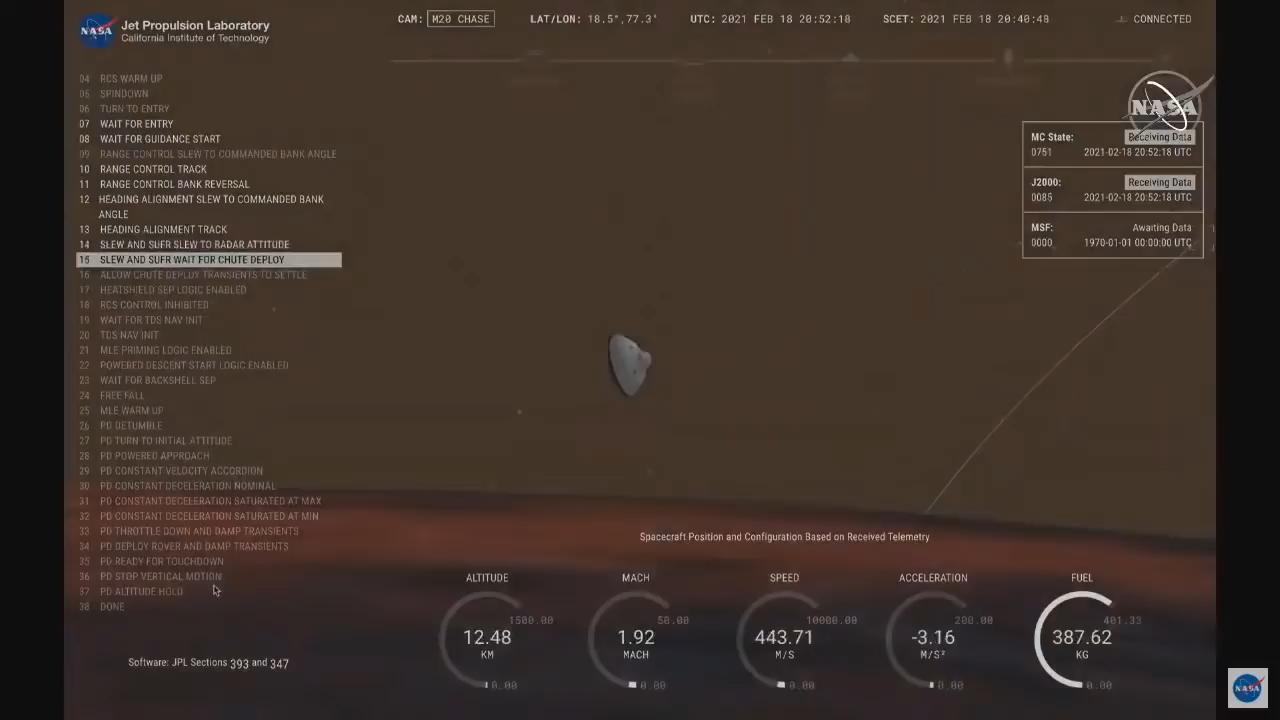 NASA
Jet Propulsion Laboratory
California Institute of Technology
CAM: M20 CHASE
LAT/LON: 18.5°,77.3°
UTC: 2021 FEB 18 20:52:18
SCET: 2021 FEB 18 20:40:48
CONNECTED
04 RCS WARM UP
05 SPINDOWN
06 TURN TO ENTRY
07 WAIT FOR ENTRY
08 WAIT FOR GUIDANCE START
09 RANGE CONTROL SLEW TO COMMANDED BANK ANGLE
10 RANGE CONTROL TRACK
11 RANGE CONTROL BANK REVERSAL
12 HEADING ALIGNMENT SLEW TO COMMANDED BANK
ANGLE
13 HEADING ALIGNMENT TRACK
14 SLEW AND SUFR SLEW TO RADAR ATTITUDE
15 SLEW AND SUFR WAIT FOR CHUTE DEPLOY
16 ALLOW CHUTE DEPLOY TRANSIENTS TO SETTLE
17 HEATSHIELD SEP LOGIC ENABLED
18 RCS CONTROL INHIBITED
19 WAIT FOR TDS NAV INIT
20 TDS NAV INIT
21 MLE PRIMING LOGIC ENABLED
22 POWERED DESCENT START LOGIC ENABLED
23 WAIT FOR BACKSHELL SEP
24 FREE FALL
25 MLE WARM UP
26 PD DETUMBLE
27 PD TURN TO INITIAL ATTITUDE
28 PD POWERED APPROACH
29 PD CONSTANT VELOCITY ACCORDION
30 PD CONSTANT DECELERATION NOMINAL
31 PD CONSTANT DECELERATION SATURATED AT MAX
32 PD CONSTANT DECELERATION SATURATED AT MIN
33 PD THROTTLE DOWN AND DAMP TRANSIENTS
34 PD DEPLOY ROVER AND DAMP TRANSIENTS
35 PD READY FOR TOUCHDOWN
36 PD STOP VERTICAL MOTION
37 PD ALTITUDE HOLD
38 DONE
Software: JPL Sections 393 and 347
NASA
MC State: Receiving Data
0751 2021-02-18 20:52:18 UTC
J2000: Receiving Data
0085 2021-02-18 20:52:18 UTC
MSF: Awaiting Data
0000 1970-01-01 00:00:00 UTC
Spacecraft Position and Configuration Based on Received Telemetry
ALTITUDE
1500.00
12.48
KM
0.00
MACH
50.00
1.92
MACH
0.00
SPEED
10000.00
443.71
M/S
0.00
ACCELERATION
200.00
-3.16
M/S²
0.00
FUEL
401.33
387.62
KG
0.00
NASA